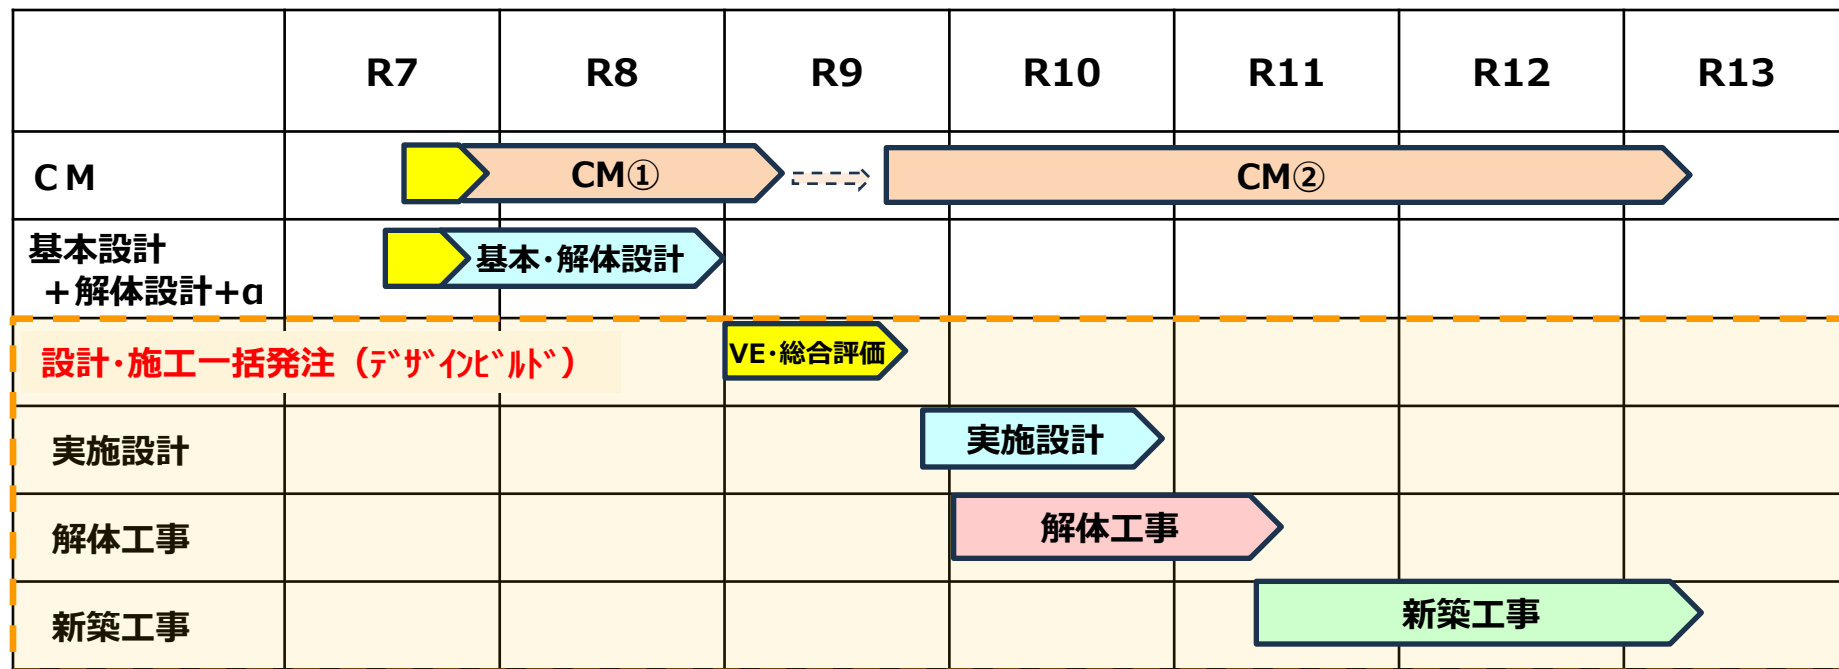 R7 R8 R9 R10 R11 R12 R13
ＣＭ CM① CM②
基本設計
＋解体設計+α 基本･解体設計
設計･施工一括発注（ﾃﾞｻﾞｲﾝﾋﾞﾙﾄﾞ） VE･総合評価
実施設計 実施設計
解体工事 解体工事
新築工事 新築工事